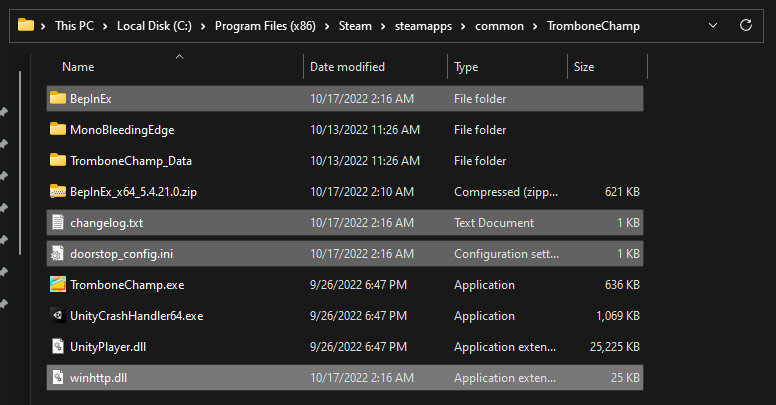 This PC > Local Disk (C:) > Program Files (x86) > Steam > steamapps > common > TromboneChamp
Name Date modified Type Size
BepInEx 10/17/2022 2:16 AM File folder
MonoBleedingEdge 10/13/2022 11:26 AM File folder
TromboneChamp_Data 10/13/2022 11:26 AM File folder
BepInEx_x64_5.4.21.0.zip 10/17/2022 2:10 AM Compressed (zipp... 621 KB
changelog.txt 10/17/2022 2:16 AM Text Document 1 KB
doorstop_config.ini 10/17/2022 2:16 AM Configuration sett... 1 KB
TromboneChamp.exe 9/26/2022 6:47 PM Application 636 KB
UnityCrashHandler64.exe 9/26/2022 6:47 PM Application 1,069 KB
UnityPlayer.dll 9/26/2022 6:47 PM Application exten... 25,225 KB
winhttp.dll 10/17/2022 2:16 AM Application exten... 25 KB